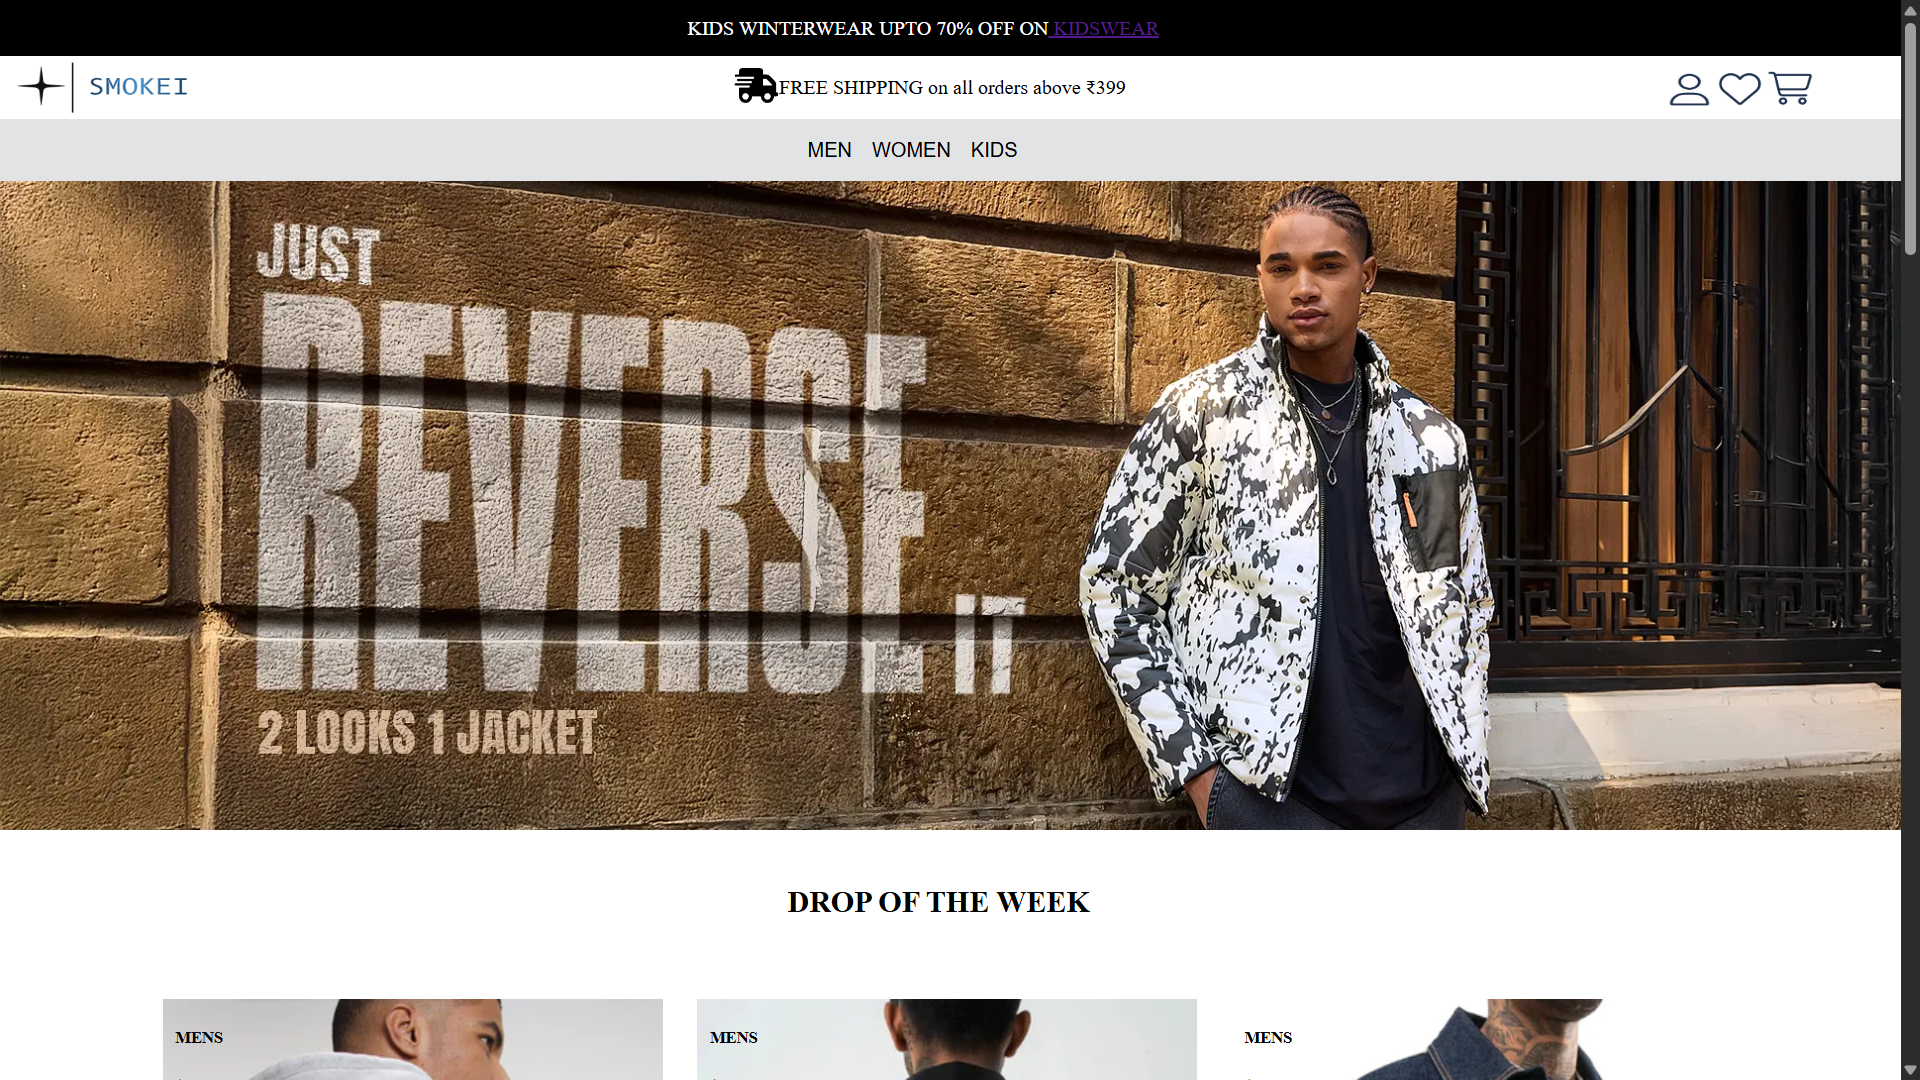 KIDS WINTERWEAR UPTO 70% OFF ON KIDSWEAR
SMOKEI
FREE SHIPPING on all orders above ₹399
MEN WOMEN KIDS
JUST
REVERSE IT
2 LOOKS 1 JACKET
DROP OF THE WEEK
MENS
MENS
MENS